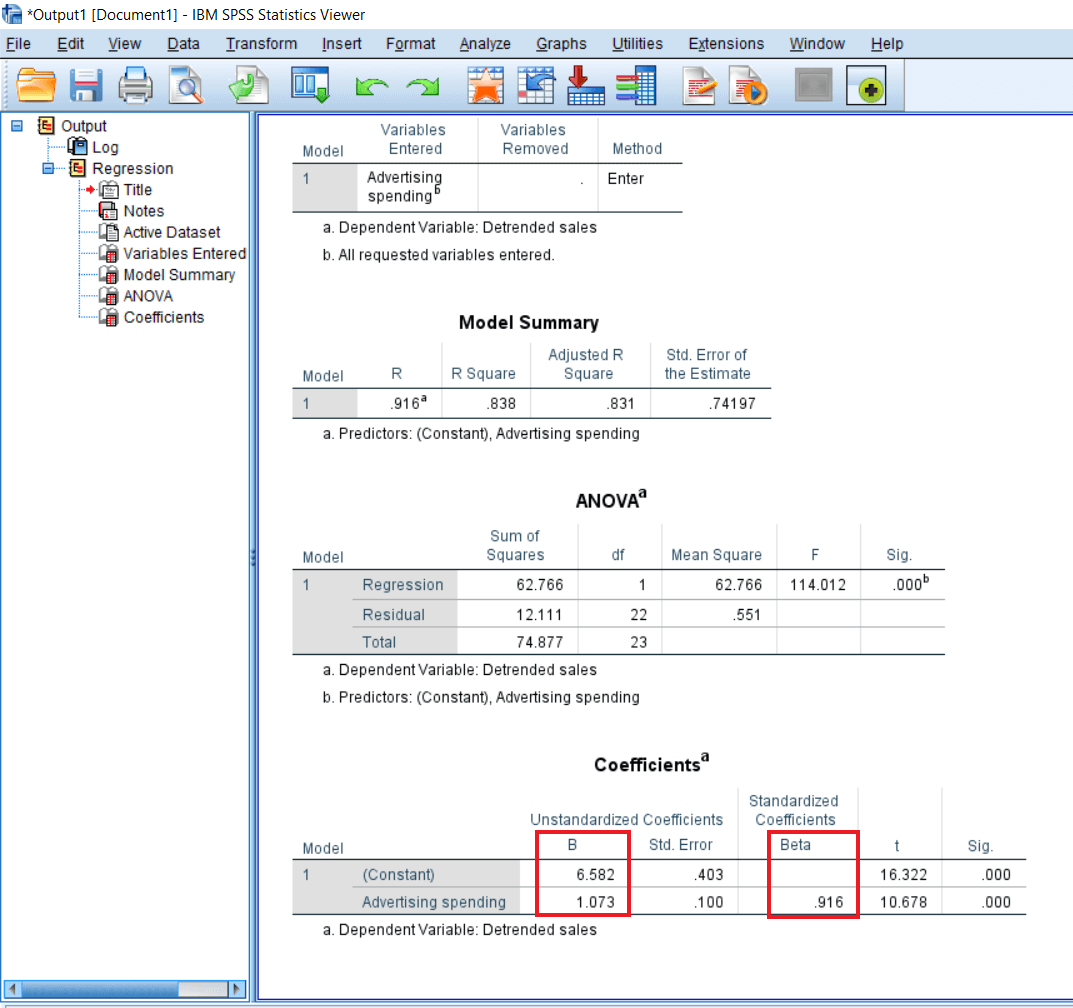 *Output1 [Document1] - IBM SPSS Statistics Viewer
File Edit View Data Transform Insert Format Analyze Graphs Utilities Extensions Window Help
Output
Log
Regression
Title
Notes
Active Dataset
Variables Entered
Model Summary
ANOVA
Coefficients
Model Variables Entered Variables Removed Method
1 Advertising spending^b . Enter
a. Dependent Variable: Detrended sales
b. All requested variables entered.
Model Summary
Model R R Square Adjusted R Square Std. Error of the Estimate
1 .916^a .838 .831 .74197
a. Predictors: (Constant), Advertising spending
ANOVA^a
Model Sum of Squares df Mean Square F Sig.
1 Regression 62.766 1 62.766 114.012 .000^b
Residual 12.111 22 .551
Total 74.877 23
a. Dependent Variable: Detrended sales
b. Predictors: (Constant), Advertising spending
Coefficients^a
Unstandardized Coefficients Standardized Coefficients
Model B Std. Error Beta t Sig.
1 (Constant) 6.582 .403 16.322 .000
Advertising spending 1.073 .100 .916 10.678 .000
a. Dependent Variable: Detrended sales